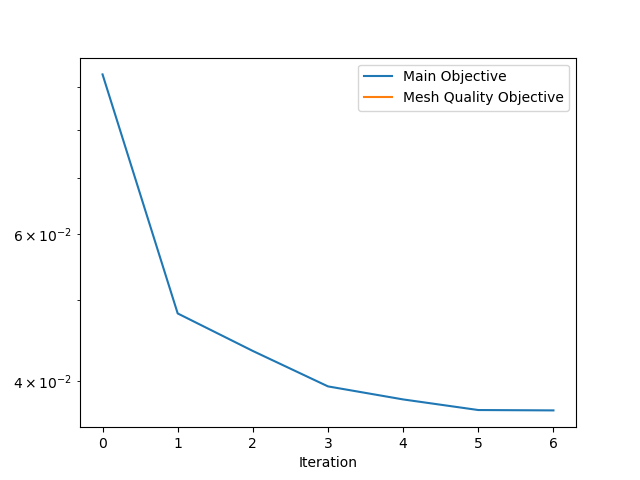 Main Objective
Mesh Quality Objective
6 × 10⁻²
4 × 10⁻²
0 1 2 3 4 5 6
Iteration